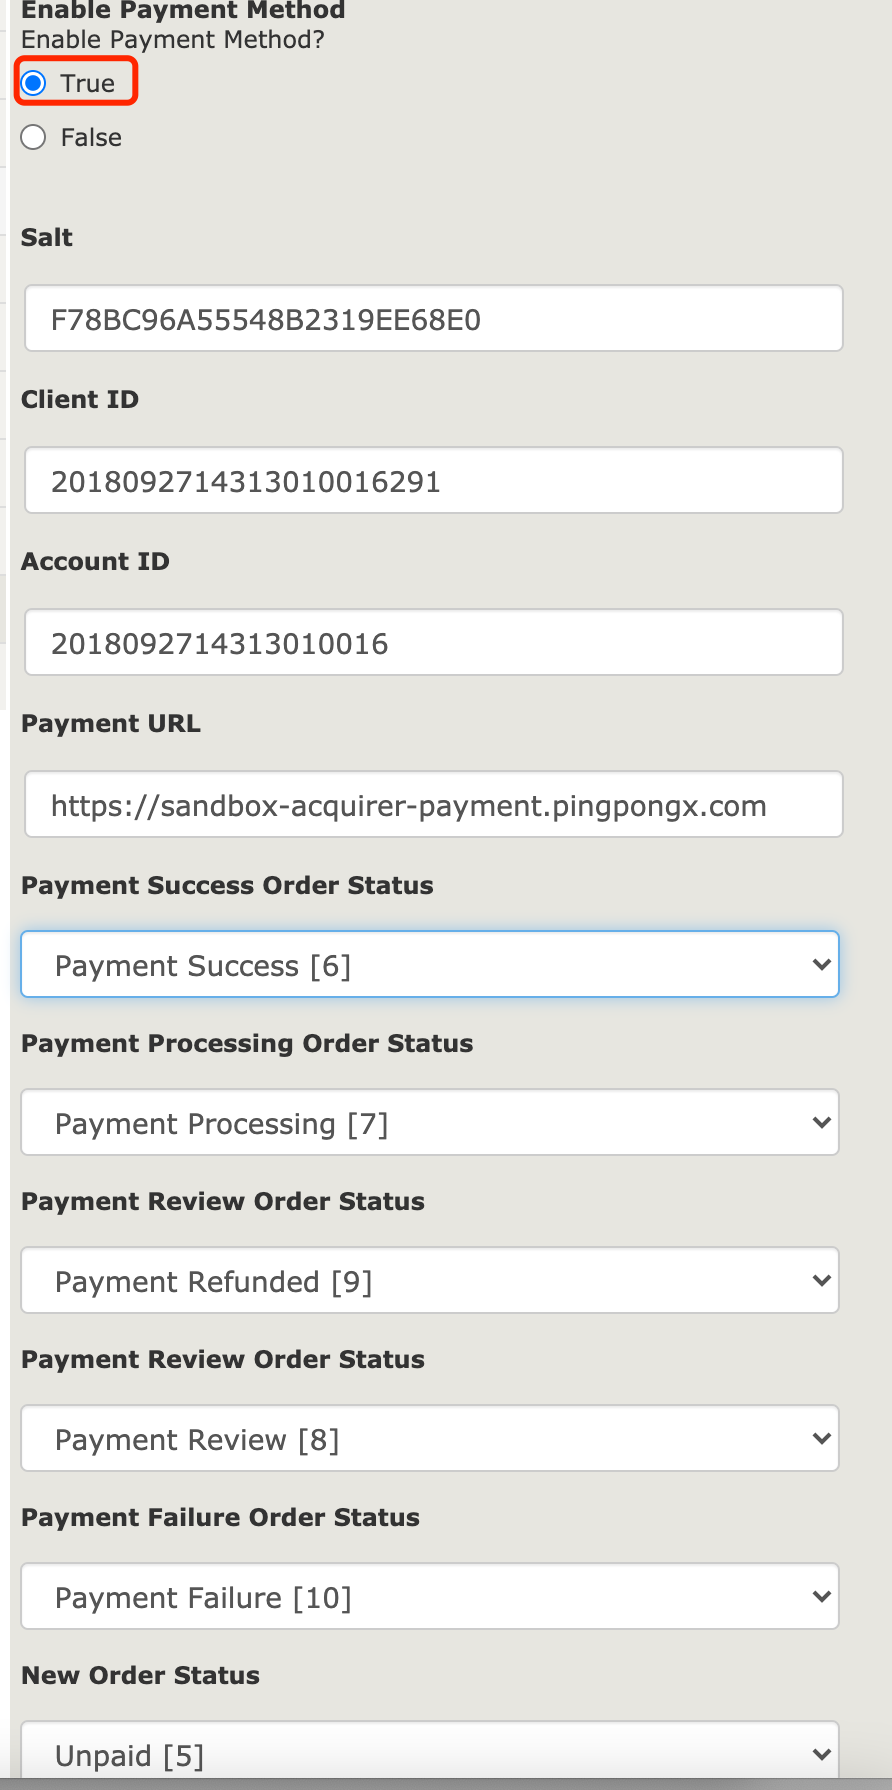 Enable Payment Method
Enable Payment Method?
True
False
Salt
F78BC96A55548B2319EE68E0
Client ID
2018092714313010016291
Account ID
2018092714313010016
Payment URL
https://sandbox-acquirer-payment.pingpongx.com
Payment Success Order Status
Payment Success [6]
Payment Processing Order Status
Payment Processing [7]
Payment Review Order Status
Payment Refunded [9]
Payment Review Order Status
Payment Review [8]
Payment Failure Order Status
Payment Failure [10]
New Order Status
Unpaid [5]